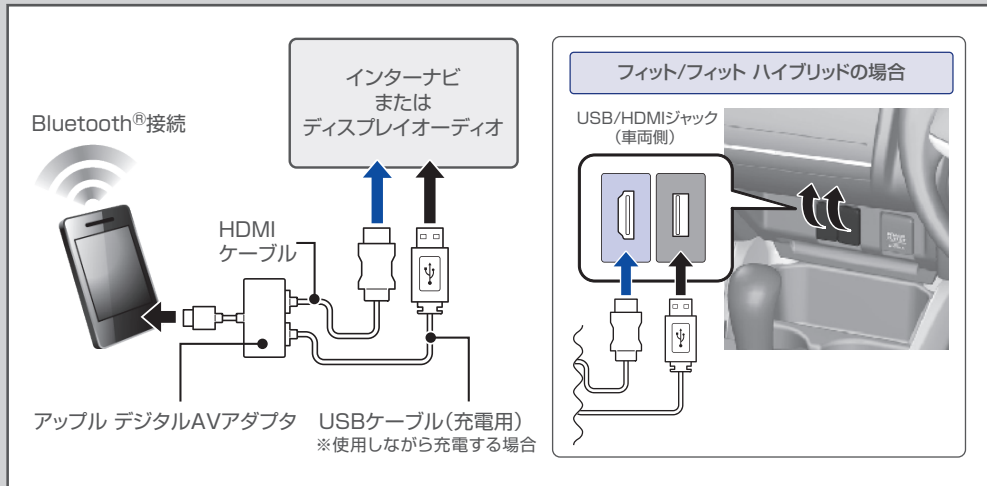 Bluetooth®接続
インターナビ
または
ディスプレイオーディオ
HDMI
ケーブル
アップル デジタルAVアダプタ
USBケーブル(充電用)
※使用しながら充電する場合
フィット/フィット ハイブリッドの場合
USB/HDMIジャック
(車両側)